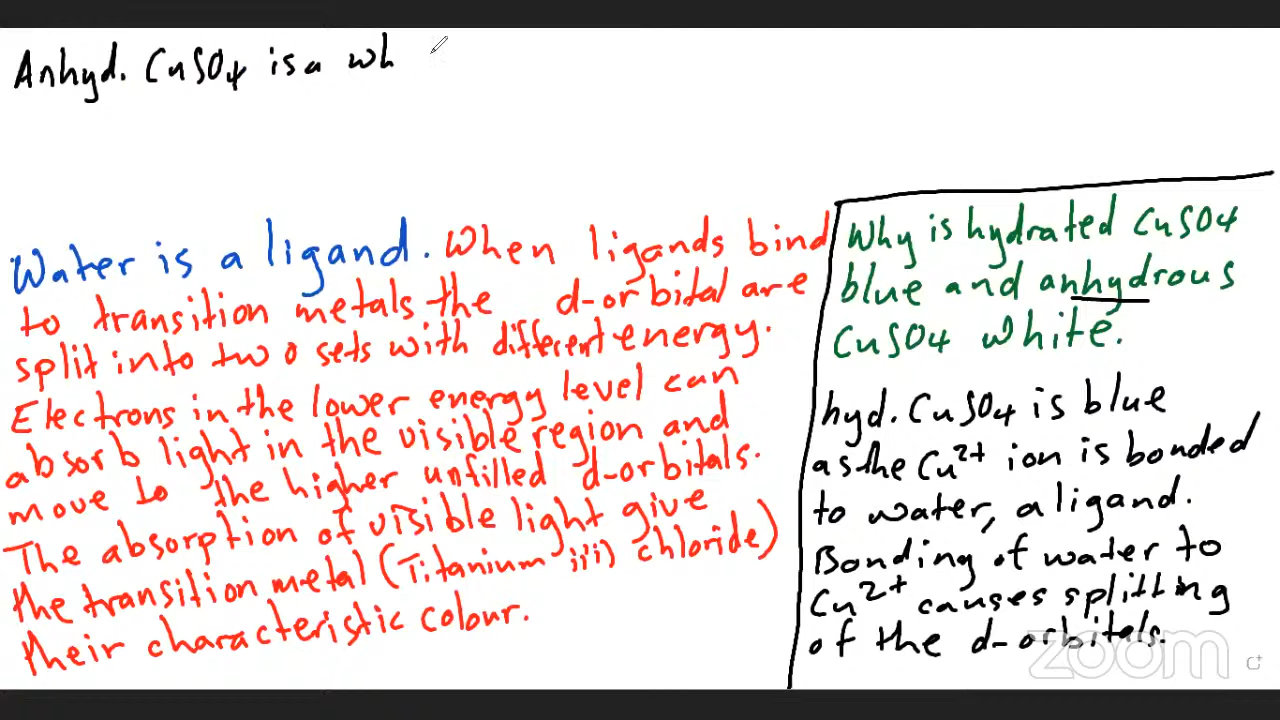 Anhyd. CuSO4 is a wh
Water is a ligand. When ligands bind
to transition metals the d-orbital are
split into two sets with different energy.
Electrons in the lower energy level can
absorb light in the visible region and
move to the higher unfilled d-orbitals.
The absorption of visible light give
the transition metal (Titanium iii) chloride)
their characteristic colour.
Why is hydrated CuSO4
blue and anhydrous
CuSO4 white.
hyd. CuSO4 is blue
as the Cu2+ ion is bonded
to water, a ligand.
Bonding of water to
Cu2+ causes splitting
of the d-orbitals.
zoom